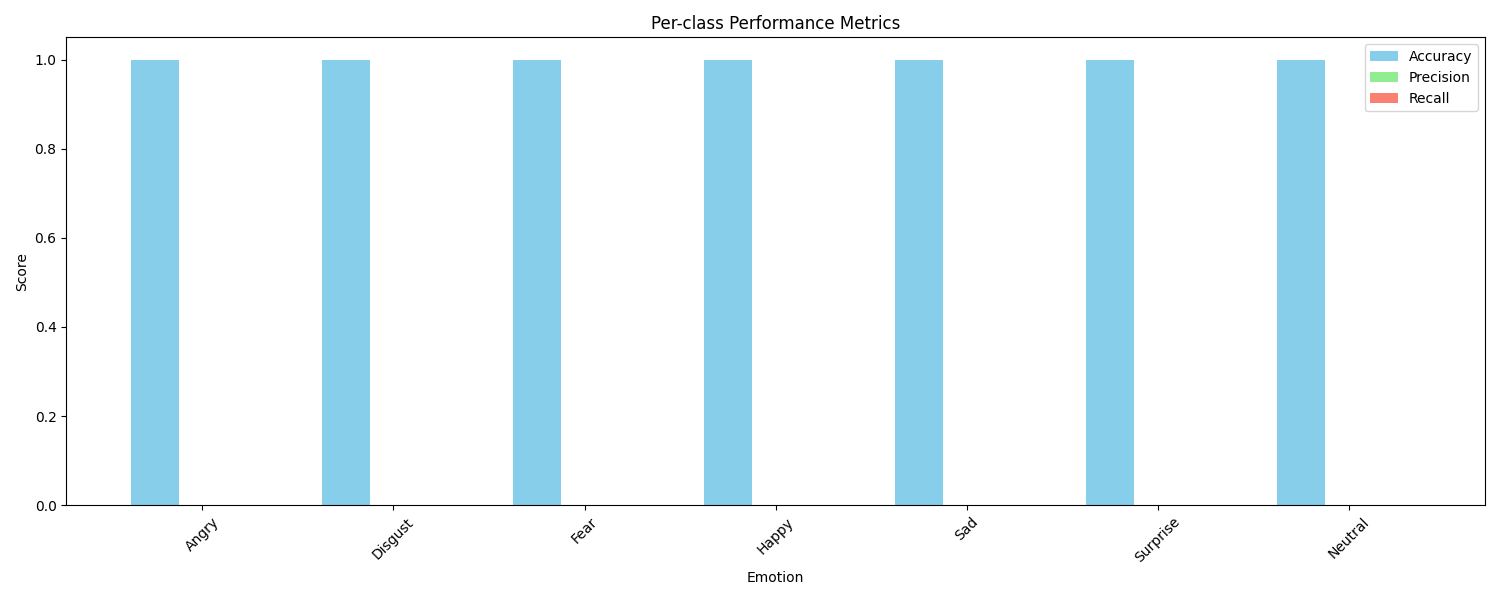 Per-class Performance Metrics
Accuracy
Precision
Recall
1.0
0.8
0.6
0.4
0.2
0.0
Score
Angry
Disgust
Fear
Happy
Sad
Surprise
Neutral
Emotion